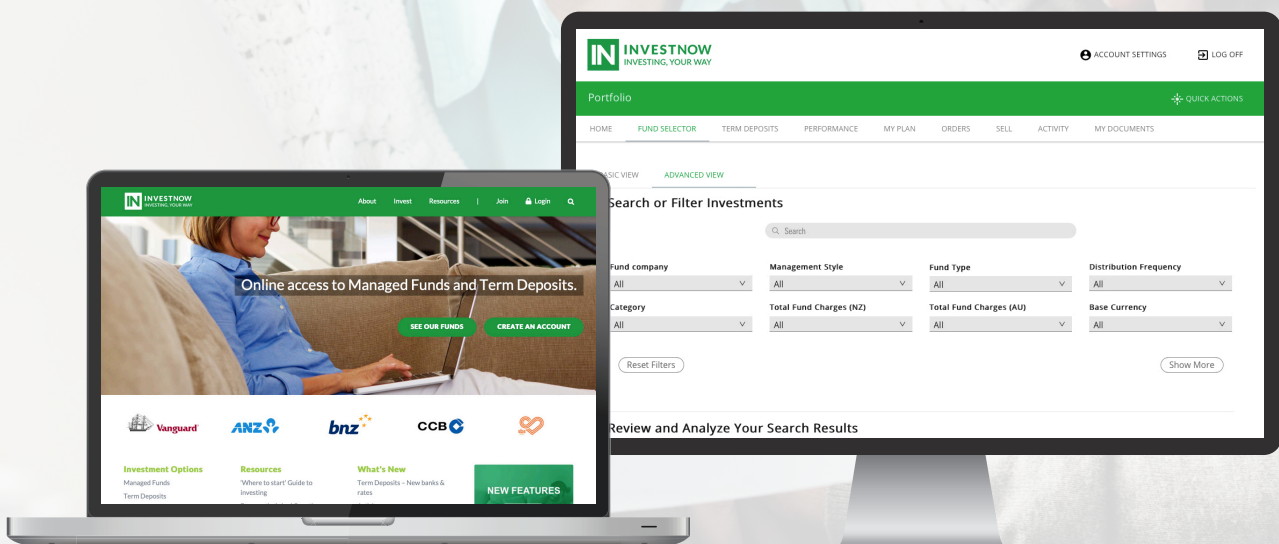 IN INVESTNOW
INVESTING, YOUR WAY
About Invest Resources | Join Login
Online access to Managed Funds and Term Deposits.
SEE OUR FUNDS CREATE AN ACCOUNT
Vanguard ANZ bnz CCB
Investment Options
Managed Funds
Term Deposits
Resources
'Where to start' Guide to
investing
What's New
Term Deposits – New banks &
rates
NEW FEATURES
IN INVESTNOW
INVESTING, YOUR WAY
ACCOUNT SETTINGS LOG OFF
Portfolio QUICK ACTIONS
HOME FUND SELECTOR TERM DEPOSITS PERFORMANCE MY PLAN ORDERS SELL ACTIVITY MY DOCUMENTS
VIEW ADVANCED VIEW
Search or Filter Investments
Search
Fund company Management Style Fund Type Distribution Frequency
All All All All
Category Total Fund Charges (NZ) Total Fund Charges (AU) Base Currency
All All All All
Reset Filters Show More
Review and Analyze Your Search Results